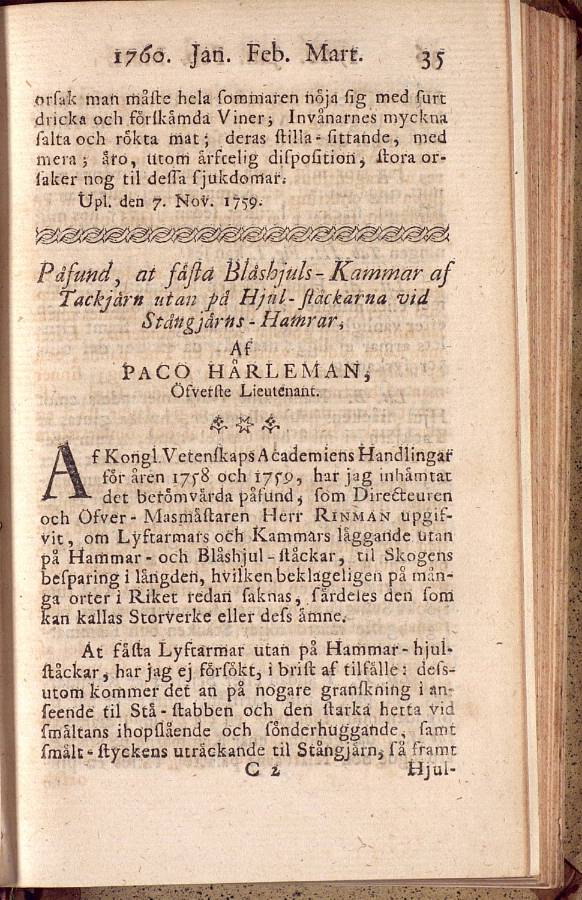 1760. Jan. Feb. Mart. 35
orſak man måſte hela ſommaren nöja ſig med ſurt
dricka och förſkämda Viner; Invånarnes myckna
ſalta och rökta mat; deras ſtilla-ſittande, med
mera; äro, utom ärftelig diſpoſition, ſtora or-
ſaker nog til deſſa ſjukdomar.
Upl. den 7. Nov. 1759.
Påfund, at fäſta Blåshjuls-Kammar af
Tackjärn utan på Hjul-ſtåckarna vid
Stångjärns-Hamrar,
Af
PACO HÅRLEMAN,
Öfverſte Lieutenant.
Af Kongl. Vetenſkaps Academiens Handlingar
för åren 1758 och 1759, har jag inhämtat
det berömvärda påfund, ſom Directeuren
och Öfver-Masmäſtaren Herr RINMAN upgif-
vit, om Lyftarmars och Kammars läggande utan
på Hammar- och Blåshjul-ſtåckar, til Skogens
beſparing i längden, hvilken beklageligen på mån-
ga orter i Riket redan ſaknas, ſärdeles den ſom
kan kallas Storverke eller deſs ämne.
At fäſta Lyftarmar utan på Hammar-hjul-
ſtåckar, har jag ej förſökt, i briſt af tilfälle: deſs-
utom kommer det an på nogare granſkning i an-
ſeende til Stå-ſtabben och den ſtarka hetta vid
ſmältans ihopſlående och ſönderhuggande, ſamt
ſmält-ſtyckens uträckande til Stångjärn, ſå framt
C 2 Hjul-